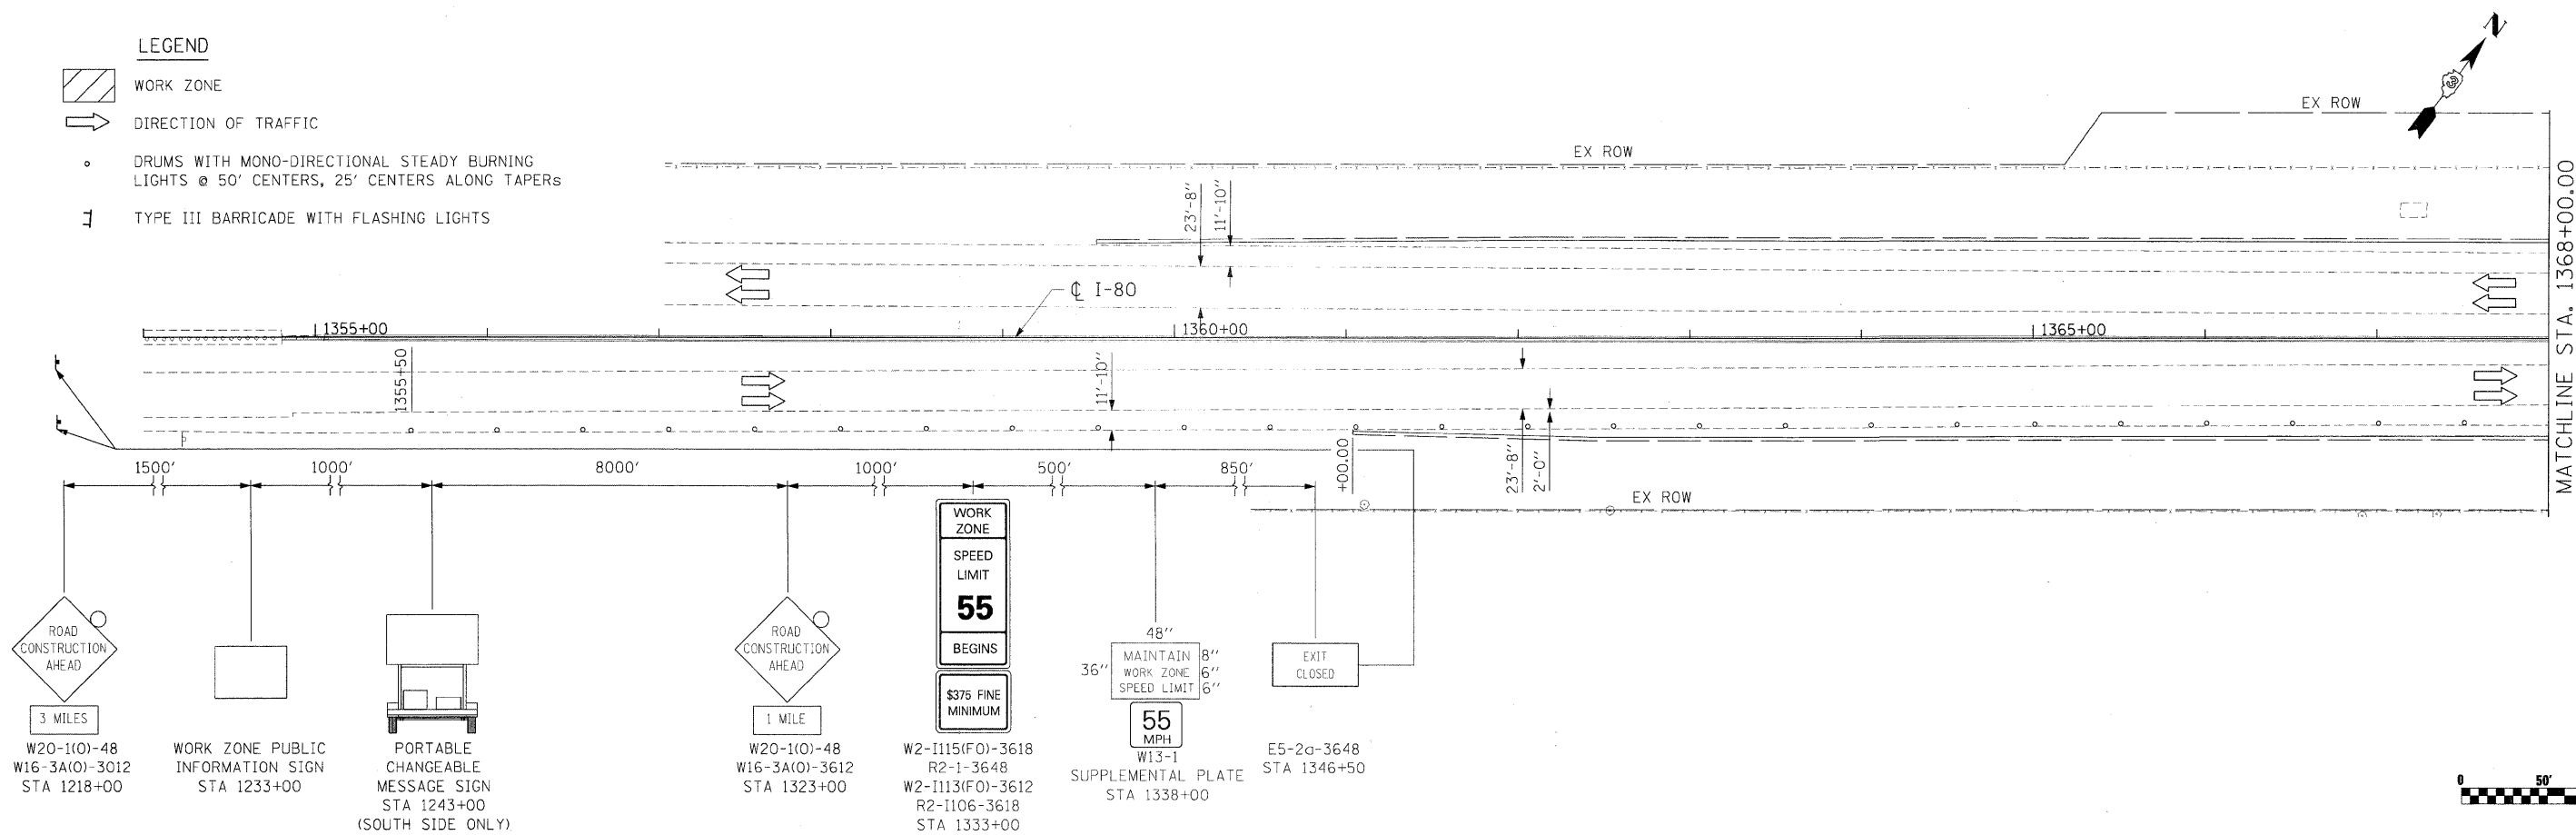 LEGEND
WORK ZONE
DIRECTION OF TRAFFIC
DRUMS WITH MONO-DIRECTIONAL STEADY BURNING
LIGHTS @ 50' CENTERS, 25' CENTERS ALONG TAPERs
TYPE III BARRICADE WITH FLASHING LIGHTS
N
3
EX ROW
EX ROW
23'-8"
11'-10"
℄ I-80
1355+00
1360+00
1365+00
MATCHLINE STA. 1368+00.00
1355+50
11'-10"
+00.00
23'-8"
2'-0"
EX ROW
1500'
1000'
8000'
1000'
500'
850'
ROAD
CONSTRUCTION
AHEAD
3 MILES
W20-1(O)-48
W16-3A(O)-3012
STA 1218+00
WORK ZONE PUBLIC
INFORMATION SIGN
STA 1233+00
PORTABLE
CHANGEABLE
MESSAGE SIGN
STA 1243+00
(SOUTH SIDE ONLY)
ROAD
CONSTRUCTION
AHEAD
1 MILE
W20-1(O)-48
W16-3A(O)-3612
STA 1323+00
WORK
ZONE
SPEED
LIMIT
55
BEGINS
$375 FINE
MINIMUM
W2-I115(FO)-3618
R2-1-3648
W2-I113(FO)-3612
R2-I106-3618
STA 1333+00
48"
36"
MAINTAIN 8"
WORK ZONE 6"
SPEED LIMIT 6"
55
MPH
W13-1
SUPPLEMENTAL PLATE
STA 1338+00
EXIT
CLOSED
E5-2a-3648
STA 1346+50
0 50'